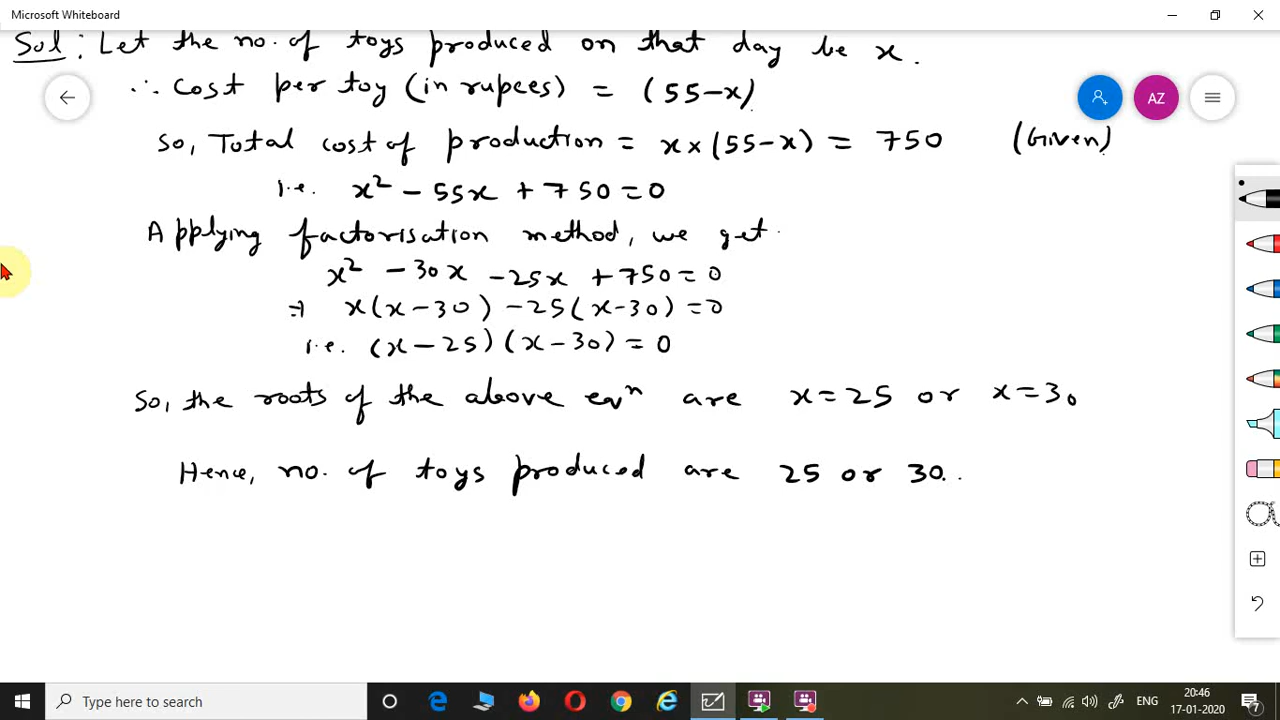 Microsoft Whiteboard
Sol : Let the no. of toys produced on that day be x.
∴ Cost per toy (in rupees) = (55-x)
AZ
So, Total cost of production = x×(55-x) = 750 (Given)
i.e. x² - 55x + 750 = 0
Applying factorisation method, we get
x² - 30x - 25x + 750 = 0
⇒ x(x-30) -25(x-30) = 0
i.e. (x-25)(x-30) = 0
So, the roots of the above eqⁿ are x=25 or x=30
Hence, no. of toys produced are 25 or 30.
Type here to search
ENG
20:46
17-01-2020
7